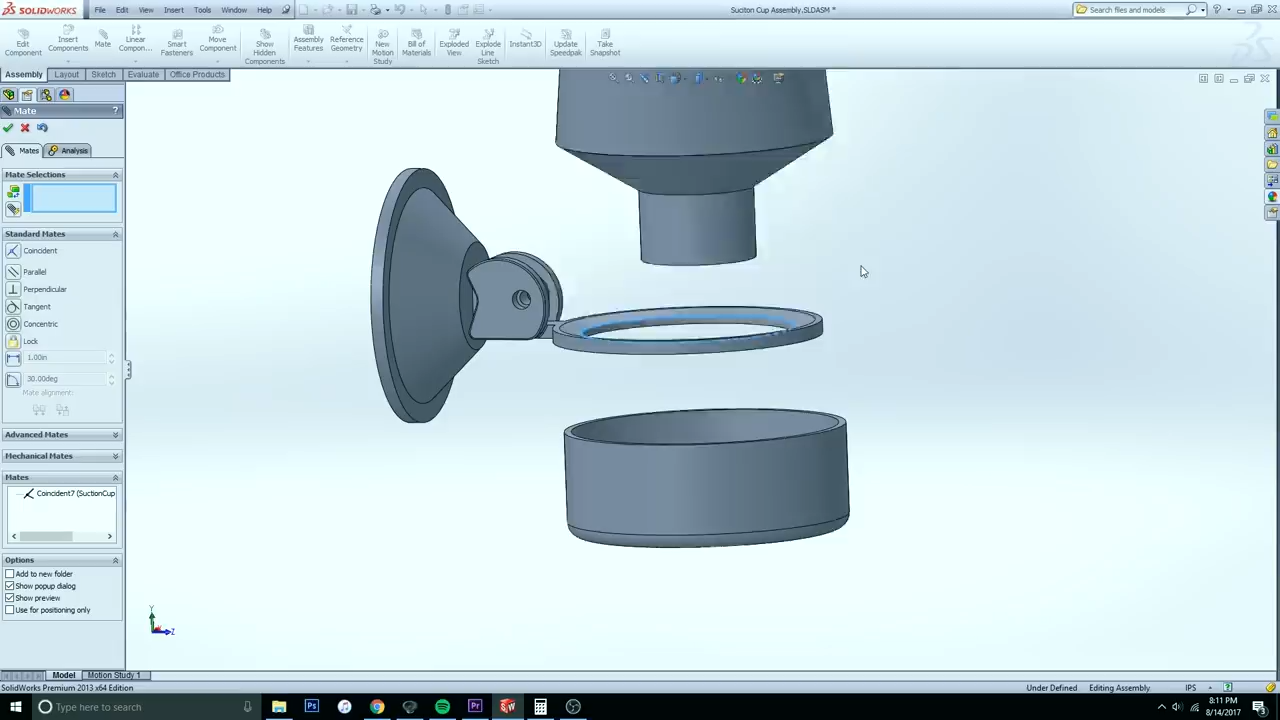 SOLIDWORKS File Edit View Insert Tools Window Help Suciton Cup Assembly.SLDASM * Search files and models
Edit Component Insert Components Mate Linear Compon... Smart Fasteners Move Component Show Hidden Components Assembly Features Reference Geometry New Motion Study Bill of Materials Exploded View Explode Line Sketch Instant3D Update Speedpak Take Snapshot
Assembly Layout Sketch Evaluate Office Products
Mate ?
Mates Analysis
Mate Selections
Standard Mates
Coincident
Parallel
Perpendicular
Tangent
Concentric
Lock
1.00in
30.00deg
Mate alignment:
Advanced Mates
Mechanical Mates
Mates
Coincident7 (SuctionCup
Options
Add to new folder
Show popup dialog
Show preview
Use for positioning only
Y
Z
Model Motion Study 1
SolidWorks Premium 2013 x64 Edition Under Defined Editing Assembly IPS
Type here to search 8:11 PM
8/14/2017